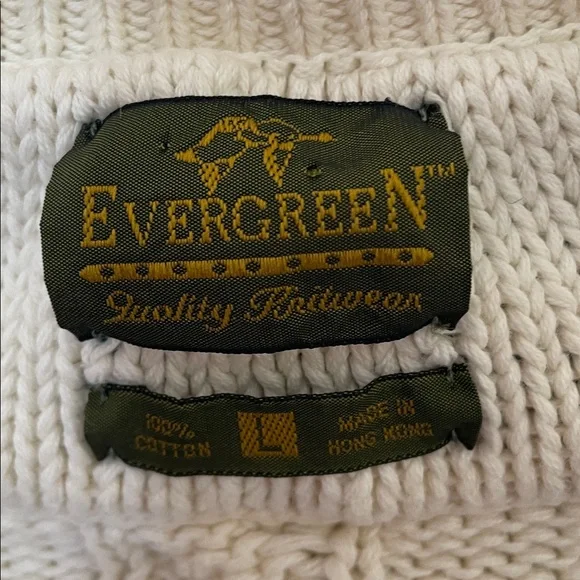 EVERGREEN™
Quality Knitwear
100%
COTTON
L
MADE IN
HONG KONG